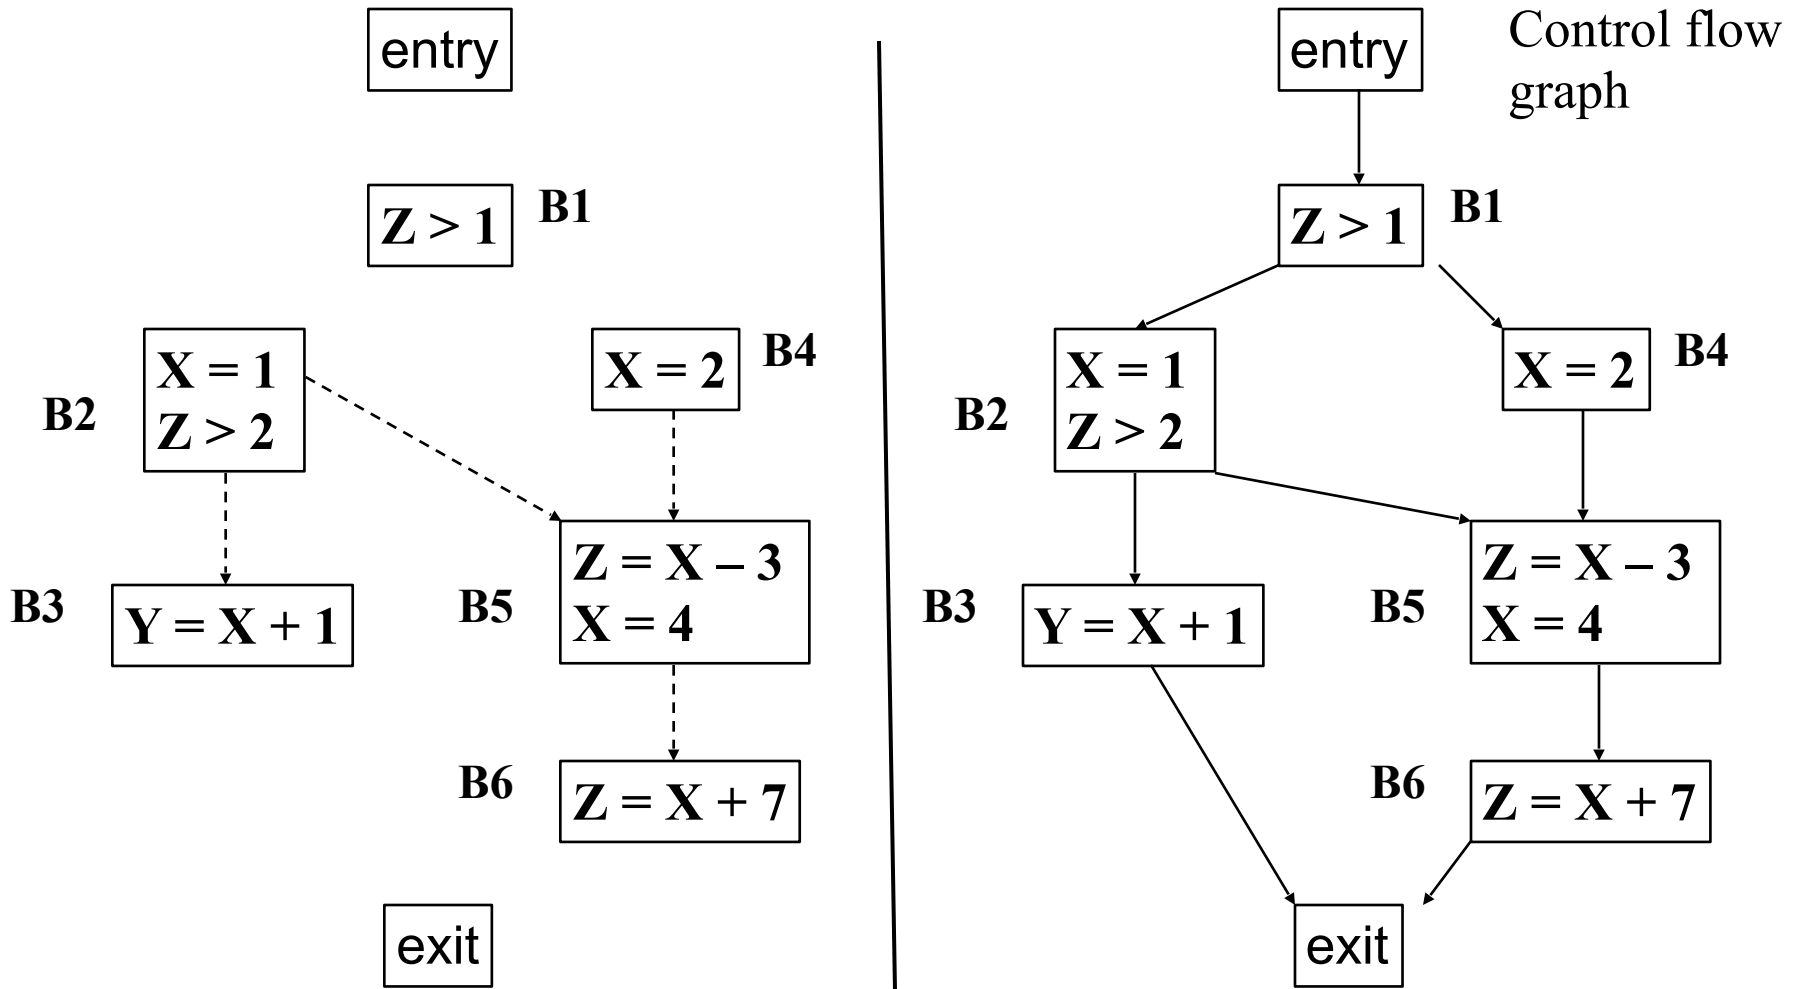 entry
Z > 1
B1
X = 1
Z > 2
B2
X = 2
B4
B3
Y = X + 1
B5
Z = X – 3
X = 4
B6
Z = X + 7
exit
Control flow
graph
entry
Z > 1
B1
X = 1
Z > 2
B2
X = 2
B4
B3
Y = X + 1
B5
Z = X – 3
X = 4
B6
Z = X + 7
exit